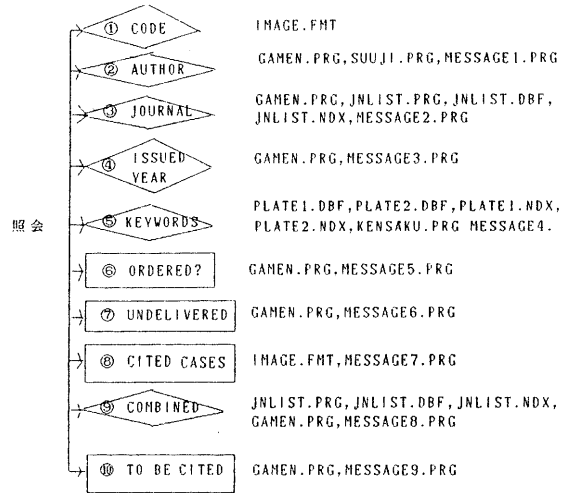 ① CODE IMAGE.FMT
② AUTHOR GAMEN.PRG,SUUJI.PRG,MESSAGE1.PRG
③ JOURNAL GAMEN.PRG,JNLIST.PRG,JNLIST.DBF,
JNLIST.NDX,MESSAGE2.PRG
④ ISSUED
YEAR GAMEN.PRG,MESSAGE3.PRG
照会
⑤ KEYWORDS PLATE1.DBF,PLATE2.DBF,PLATE1.NDX,
PLATE2.NDX,KENSAKU.PRG MESSAGE4.
⑥ ORDERED? GAMEN.PRG.MESSAGE5.PRG
⑦ UNDELIVERED GAMEN.PRG,MESSAGE6.PRG
⑧ CITED CASES IMAGE.FMT,MESSAGE7.PRG
⑨ COMBINED JNLIST.PRG,JNLIST.DBF,JNLIST.NDX,
GAMEN.PRG,MESSAGE8.PRG
⑩ TO BE CITED GAMEN.PRG,MESSAGE9.PRG